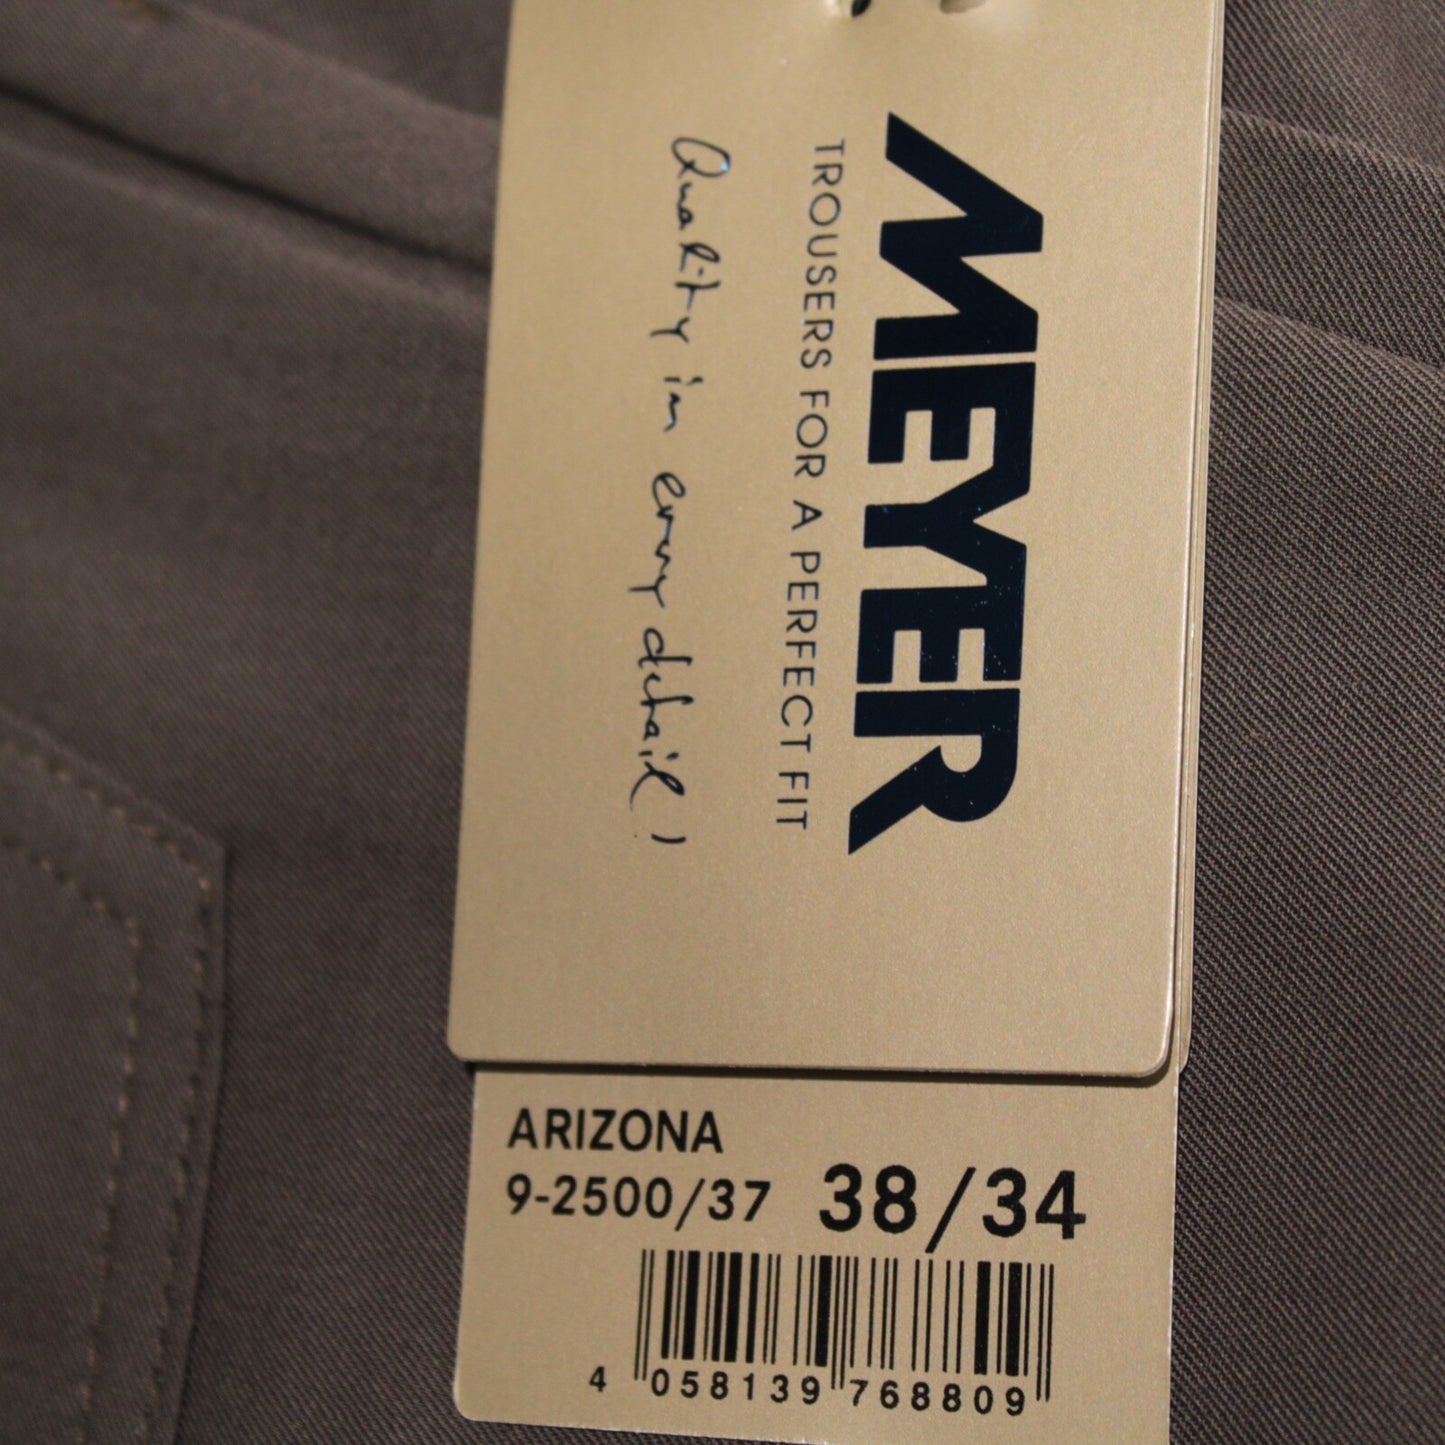 MEYER
TROUSERS FOR A PERFECT FIT
Quality in every detail!
ARIZONA
9-2500/37 38/34
4 058139 768809